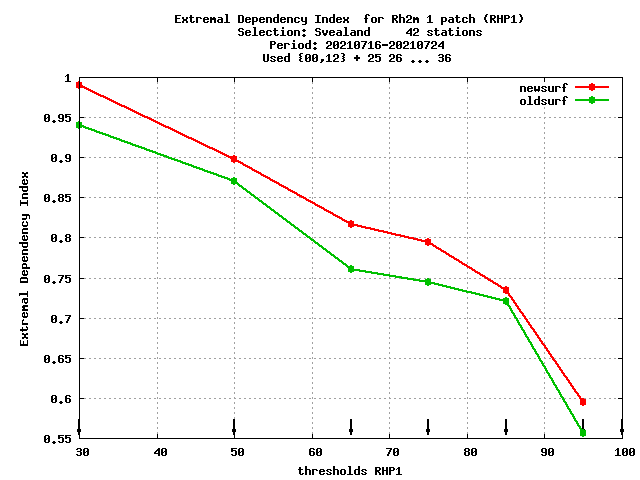 Extremal Dependency Index  for Rh2m 1 patch (RHP1)
Selection: Svealand     42 stations
Period: 20210716-20210724
Used {00,12} + 25 26 ... 36
newsurf
oldsurf
1
0.95
0.9
0.85
0.8
0.75
0.7
0.65
0.6
0.55
Extremal Dependency Index
30 40 50 60 70 80 90 100
thresholds RHP1